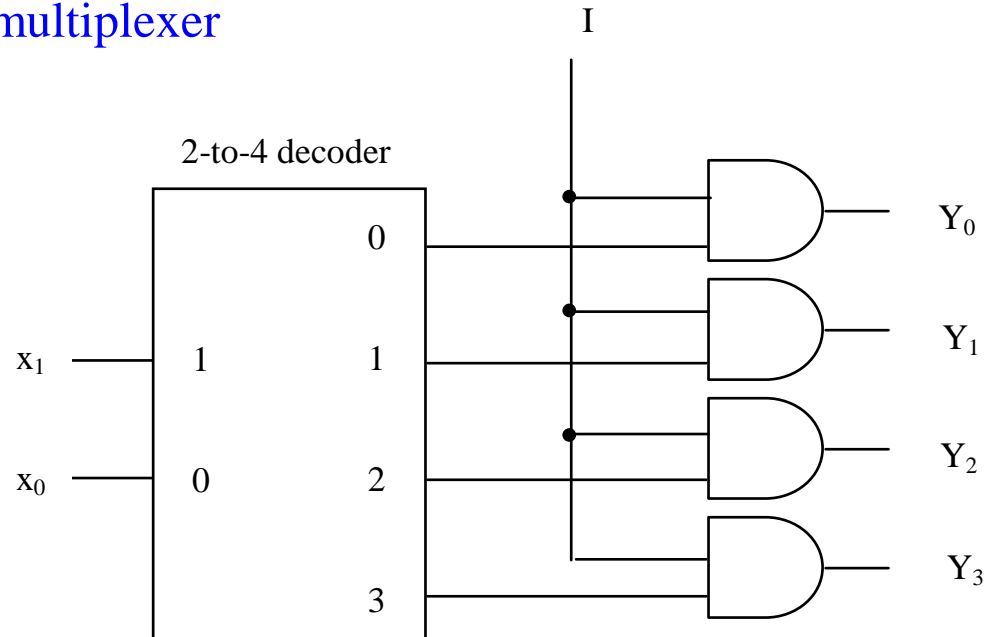 multiplexer
I
2-to-4 decoder
0
Y₀
x₁
1
1
Y₁
x₀
0
2
Y₂
3
Y₃